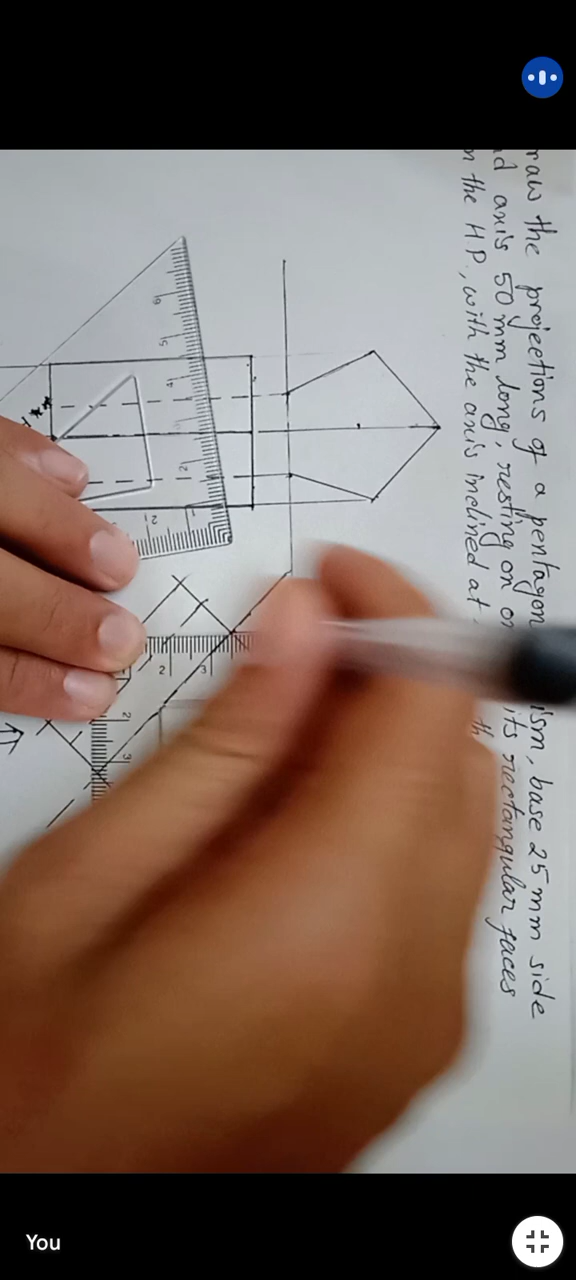 raw the projections of a pentagon ism, base 25 mm side
d axis 50 mm long, resting on its rectangular faces
n the H.P., with the axis inclined at
You